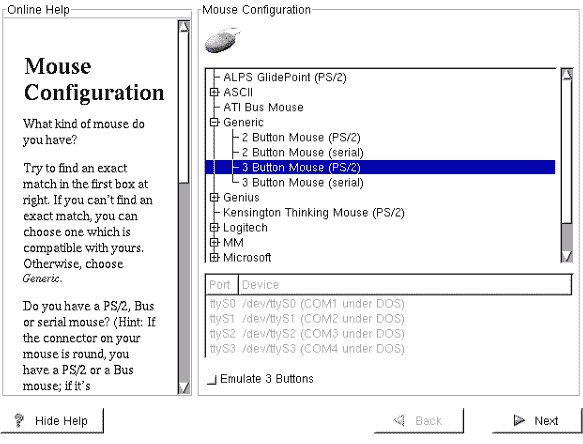 Online Help
Mouse
Configuration
What kind of mouse do
you have?
Try to find an exact
match in the first box at
right. If you can't find an
exact match, you can
choose one which is
compatible with yours.
Otherwise, choose
Generic.
Do you have a PS/2, Bus
or serial mouse? (Hint: If
the connector on your
mouse is round, you
have a PS/2 or a Bus
mouse; if it's
Mouse Configuration
ALPS GlidePoint (PS/2)
ASCII
ATI Bus Mouse
Generic
2 Button Mouse (PS/2)
2 Button Mouse (serial)
3 Button Mouse (PS/2)
3 Button Mouse (serial)
Genius
Kensington Thinking Mouse (PS/2)
Logitech
MM
Microsoft
Port Device
ttyS0 /dev/ttyS0 (COM1 under DOS)
ttyS1 /dev/ttyS1 (COM2 under DOS)
ttyS2 /dev/ttyS2 (COM3 under DOS)
ttyS3 /dev/ttyS3 (COM4 under DOS)
Emulate 3 Buttons
Hide Help
Back
Next